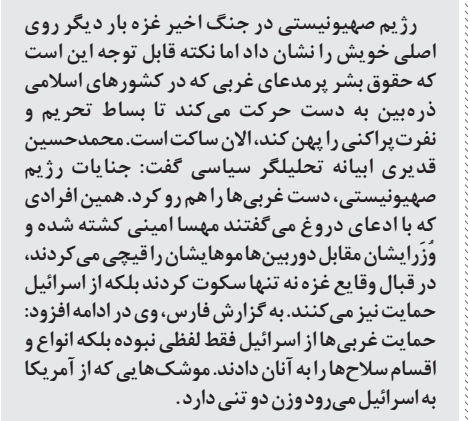 رژیم صهیونیستی در جنگ اخیر غزه بار دیگر روی
اصلی خویش را نشان داد اما نکته قابل توجه این است
که حقوق بشر پرمدعای غربی که در کشورهای اسلامی
ذره‌بین به دست حرکت می‌کند تا بساط تحریم و
نفرت‌پراکنی را پهن کند، الان ساکت است. محمدحسین
قدیری ابیانه تحلیلگر سیاسی گفت: جنایات رژیم
صهیونیستی، دست غربی‌ها را هم رو کرد. همین افرادی
که با ادعای دروغ می‌گفتند مهسا امینی کشته شده و
وُزَرایشان مقابل دوربین‌ها موهایشان را قیچی می‌کردند،
در قبال وقایع غزه نه تنها سکوت کردند بلکه از اسرائیل
حمایت نیز می‌کنند. به گزارش فارس، وی در ادامه افزود:
حمایت غربی‌ها از اسرائیل فقط لفظی نبوده بلکه انواع و
اقسام سلاح‌ها را به آنان دادند. موشک‌هایی که از آمریکا
به اسرائیل می‌رود وزن دو تنی دارد.